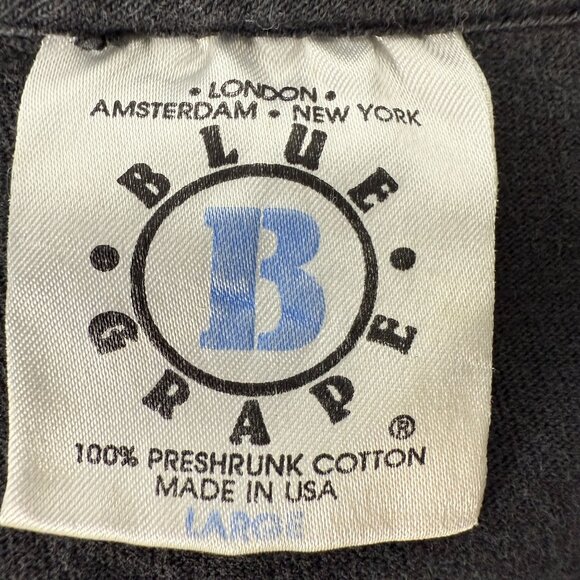 • LONDON •
AMSTERDAM • NEW YORK
• BLUE •
B
GRAPE
®
100% PRESHRUNK COTTON
MADE IN USA
LARGE